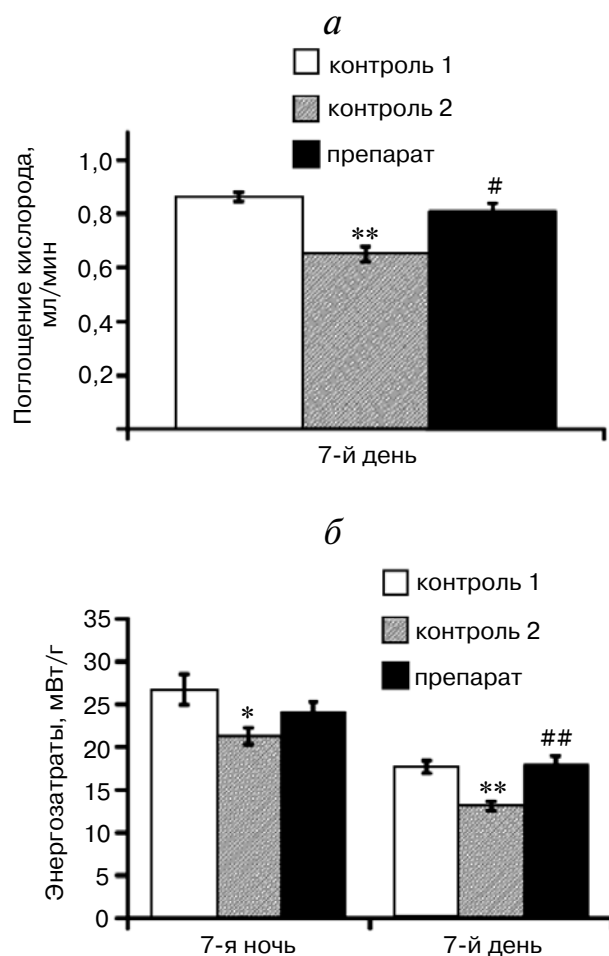 а
контроль 1
контроль 2
препарат
Поглощение кислорода,
мл/мин
1,0
0,8
0,6
0,4
0,2
**
#
7-й день
б
контроль 1
контроль 2
препарат
Энергозатраты, мВт/г
35
30
25
20
15
10
5
0
*
**
##
7-я ночь
7-й день